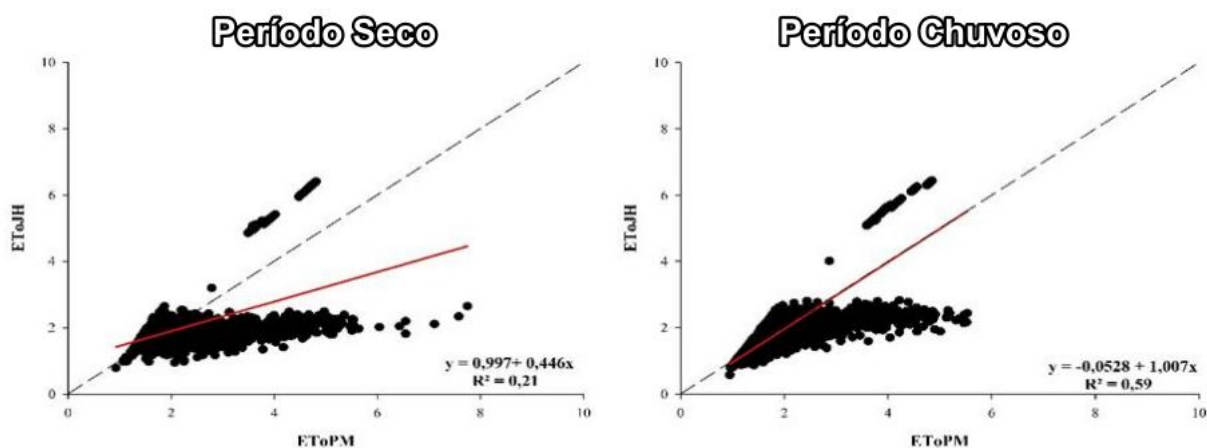 Período Seco
10
8
6
4
2
0
EToJH
0 2 4 6 8 10
EToPM
y = 0,997+ 0,446x
R² = 0,21
Período Chuvoso
10
8
6
4
2
0
EToJH
0 2 4 6 8 10
EToPM
y = -0,0528 + 1,007x
R² = 0,59